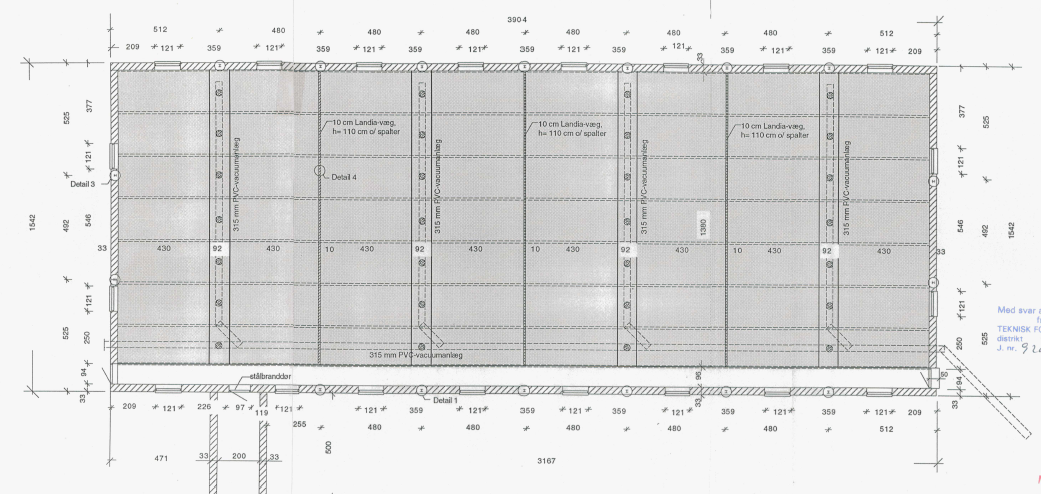 3904
512 480 480 480 480 480 480 512
209 121 359 121 359 121 359 121 359 121 359 121 33 359 121 359 121 209
377 525 121 546 492 1542 33 121 525 250 94 33
10 cm Landia-væg,
h= 110 cm o/ spalter
10 cm Landia-væg,
h= 110 cm o/ spalter
10 cm Landia-væg,
h= 110 cm o/ spalter
315 mm PVC-vacuumanlæg
315 mm PVC-vacuumanlæg
315 mm PVC-vacuumanlæg
315 mm PVC-vacuumanlæg
Detail 3
Detail 4
1380
430 92 430 10 430 92 430 10 430 92 430 10 430 92 430
377 525 121 546 492 1542 33 121 525 250 94 33
Med svar
TEKNISK FO
distrikt
J. nr.
315 mm PVC-vacuumanlæg
stålbranddør
96
50
33
Detail 1
209 121 226 97 119 121 121 359 121 359 121 359 121 359 121 359 121 209
255 480 480 480 480 480 512
500
471 33 200 33 3167